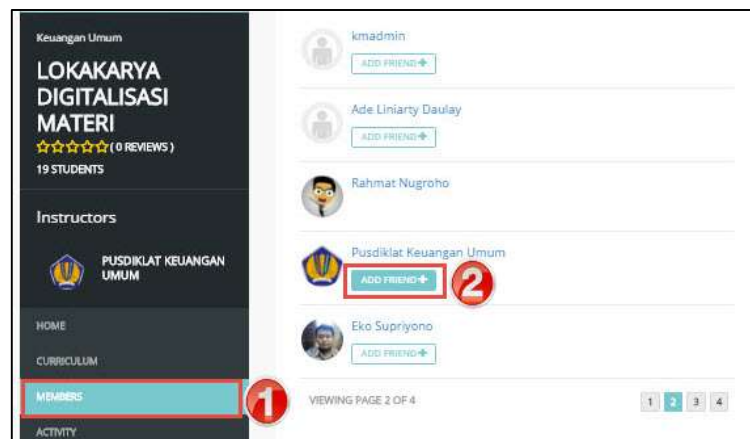 Keuangan Umum
LOKAKARYA
DIGITALISASI
MATERI
( 0 REVIEWS )
19 STUDENTS
Instructors
PUSDIKLAT KEUANGAN
UMUM
HOME
CURRICULUM
MEMBERS
1
ACTIVITY
kmadmin
ADD FRIEND+
Ade Liniarty Daulay
ADD FRIEND+
Rahmat Nugroho
Pusdiklat Keuangan Umum
ADD FRIEND+
2
Eko Supriyono
ADD FRIEND+
VIEWING PAGE 2 OF 4
1 2 3 4